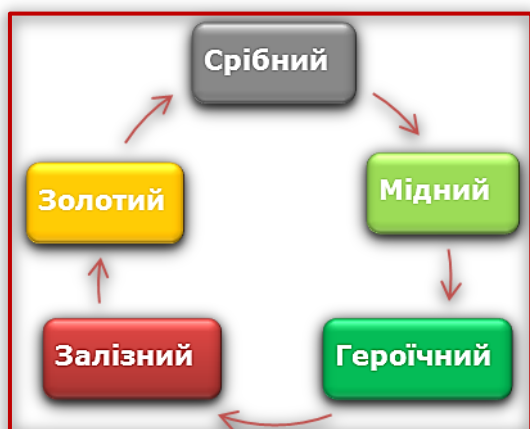 Срібний
Золотий
Мідний
Залізний
Героїчний